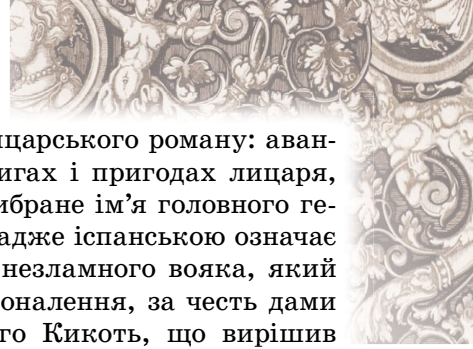 ицарського роману: аван-
игах і пригодах лицаря,
ибране ім'я головного ге-
адже іспанською означає
незламного вояка, який
оналення, за честь дами
го Кикоть, що вирішив